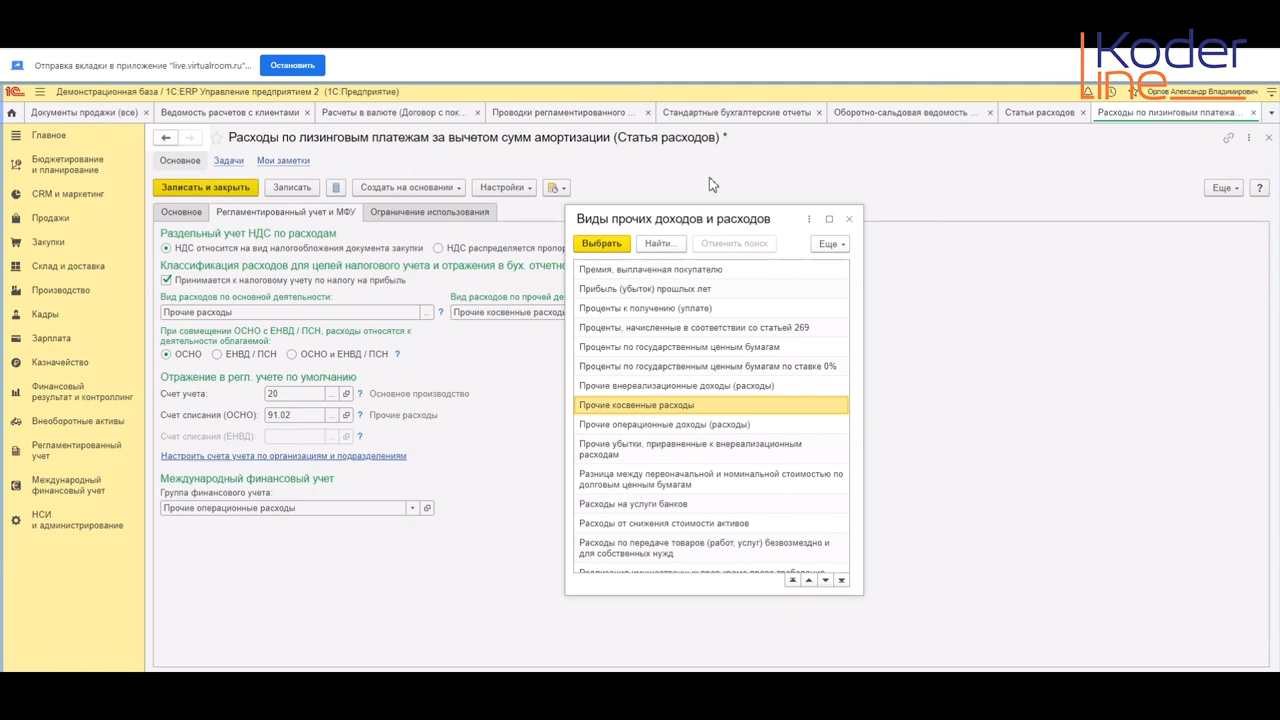 Koder
Line
Отправка вкладки в приложение "live.virtualroom.ru"...
Остановить
Демонстрационная база / 1С:ERP Управление предприятием 2 (1С:Предприятие)
Орлов Александр Владимирович
Документы продажи (все)
Ведомость расчетов с клиентами
Расчеты в валюте (Договор с пок...
Проводки регламентированного ...
Стандартные бухгалтерские отчеты
Оборотно-сальдовая ведомость ...
Статьи расходов
Расходы по лизинговым платежа...
Главное
Бюджетирование
и планирование
CRM и маркетинг
Продажи
Закупки
Склад и доставка
Производство
Кадры
Зарплата
Казначейство
Финансовый
результат и контроллинг
Внеоборотные активы
Регламентированный
учет
Международный
финансовый учет
НСИ
и администрирование
Расходы по лизинговым платежам за вычетом сумм амортизации (Статья расходов) *
Основное
Задачи
Мои заметки
Записать и закрыть
Записать
Создать на основании
Настройки
Еще
?
Основное
Регламентированный учет и МФУ
Ограничение использования
Раздельный учет НДС по расходам
НДС относится на вид налогообложения документа закупки
НДС распределяется пропор
Классификация расходов для целей налогового учета и отражения в бух. отчетно
Принимается к налоговому учету по налогу на прибыль
Вид расходов по основной деятельности:
Вид расходов по прочей де
Прочие расходы
...
?
Прочие косвенные расходы
При совмещении ОСНО с ЕНВД / ПСН, расходы относятся к
деятельности облагаемой:
ОСНО
ЕНВД / ПСН
ОСНО и ЕНВД / ПСН
?
Отражение в регл. учете по умолчанию
Счет учета:
20
...
?
Основное производство
Счет списания (ОСНО):
91.02
...
?
Прочие расходы
Счет списания (ЕНВД):
...
?
Настроить счета учета по организациям и подразделениям
Международный финансовый учет
Группа финансового учета:
Прочие операционные расходы
Виды прочих доходов и расходов
Выбрать
Найти...
Отменить поиск
Еще
Премия, выплаченная покупателю
Прибыль (убыток) прошлых лет
Проценты к получению (уплате)
Проценты, начисленные в соответствии со статьей 269
Проценты по государственным ценным бумагам
Проценты по государственным ценным бумагам по ставке 0%
Прочие внереализационные доходы (расходы)
Прочие косвенные расходы
Прочие операционные доходы (расходы)
Прочие убытки, приравненные к внереализационным
расходам
Разница между первоначальной и номинальной стоимостью по
долговым ценным бумагам
Расходы на услуги банков
Расходы от снижения стоимости активов
Расходы по передаче товаров (работ, услуг) безвозмездно и
для собственных нужд